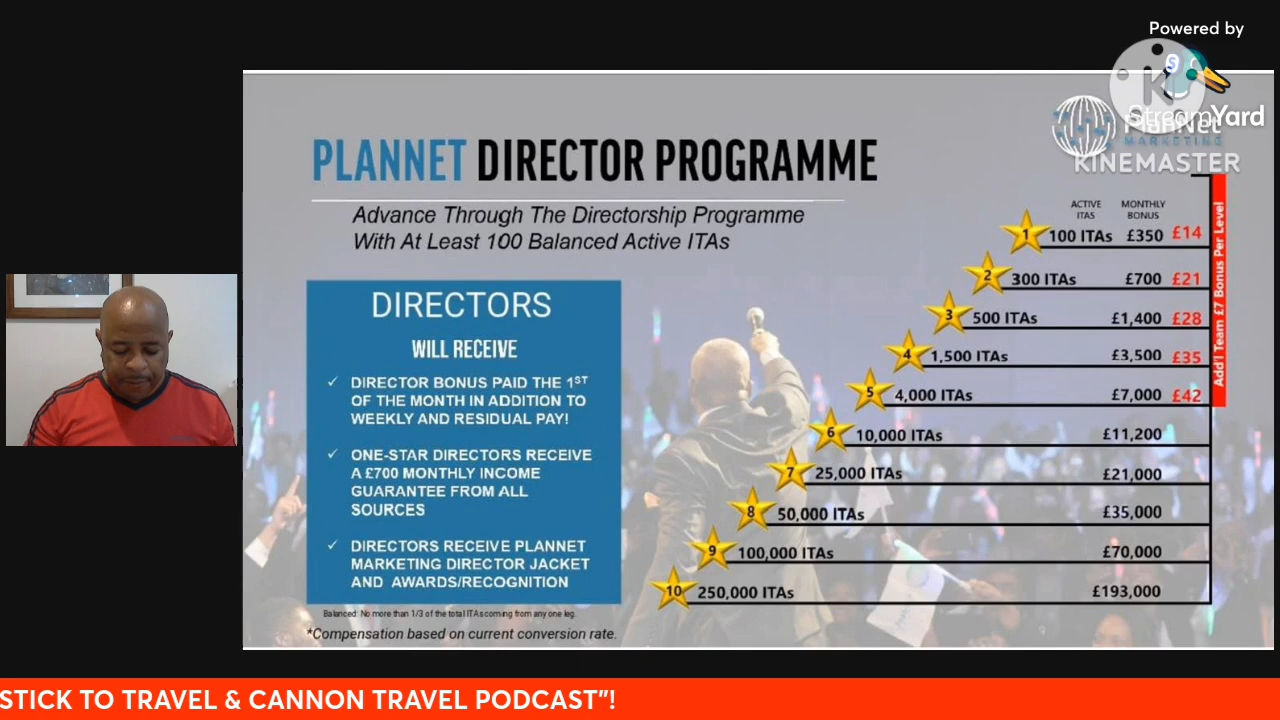 Powered by
StreamYard
K
PlanNet
MARKETING
KINEMASTER
PLANNET DIRECTOR PROGRAMME
Advance Through The Directorship Programme
With At Least 100 Balanced Active ITAs
DIRECTORS
WILL RECEIVE
✓ DIRECTOR BONUS PAID THE 1ST
OF THE MONTH IN ADDITION TO
WEEKLY AND RESIDUAL PAY!
✓ ONE-STAR DIRECTORS RECEIVE
A £700 MONTHLY INCOME
GUARANTEE FROM ALL
SOURCES
✓ DIRECTORS RECEIVE PLANNET
MARKETING DIRECTOR JACKET
AND AWARDS/RECOGNITION
Balanced: No more than 1/3 of the total ITAs coming from any one leg.
*Compensation based on current conversion rate.
ACTIVE ITAS
MONTHLY BONUS
1 100 ITAs £350 £14
2 300 ITAs £700 £21
3 500 ITAs £1,400 £28
4 1,500 ITAs £3,500 £35
5 4,000 ITAs £7,000 £42
6 10,000 ITAs £11,200
7 25,000 ITAs £21,000
8 50,000 ITAs £35,000
9 100,000 ITAs £70,000
10 250,000 ITAs £193,000
Add'l Team £7 Bonus Per Level
STICK TO TRAVEL & CANNON TRAVEL PODCAST"!